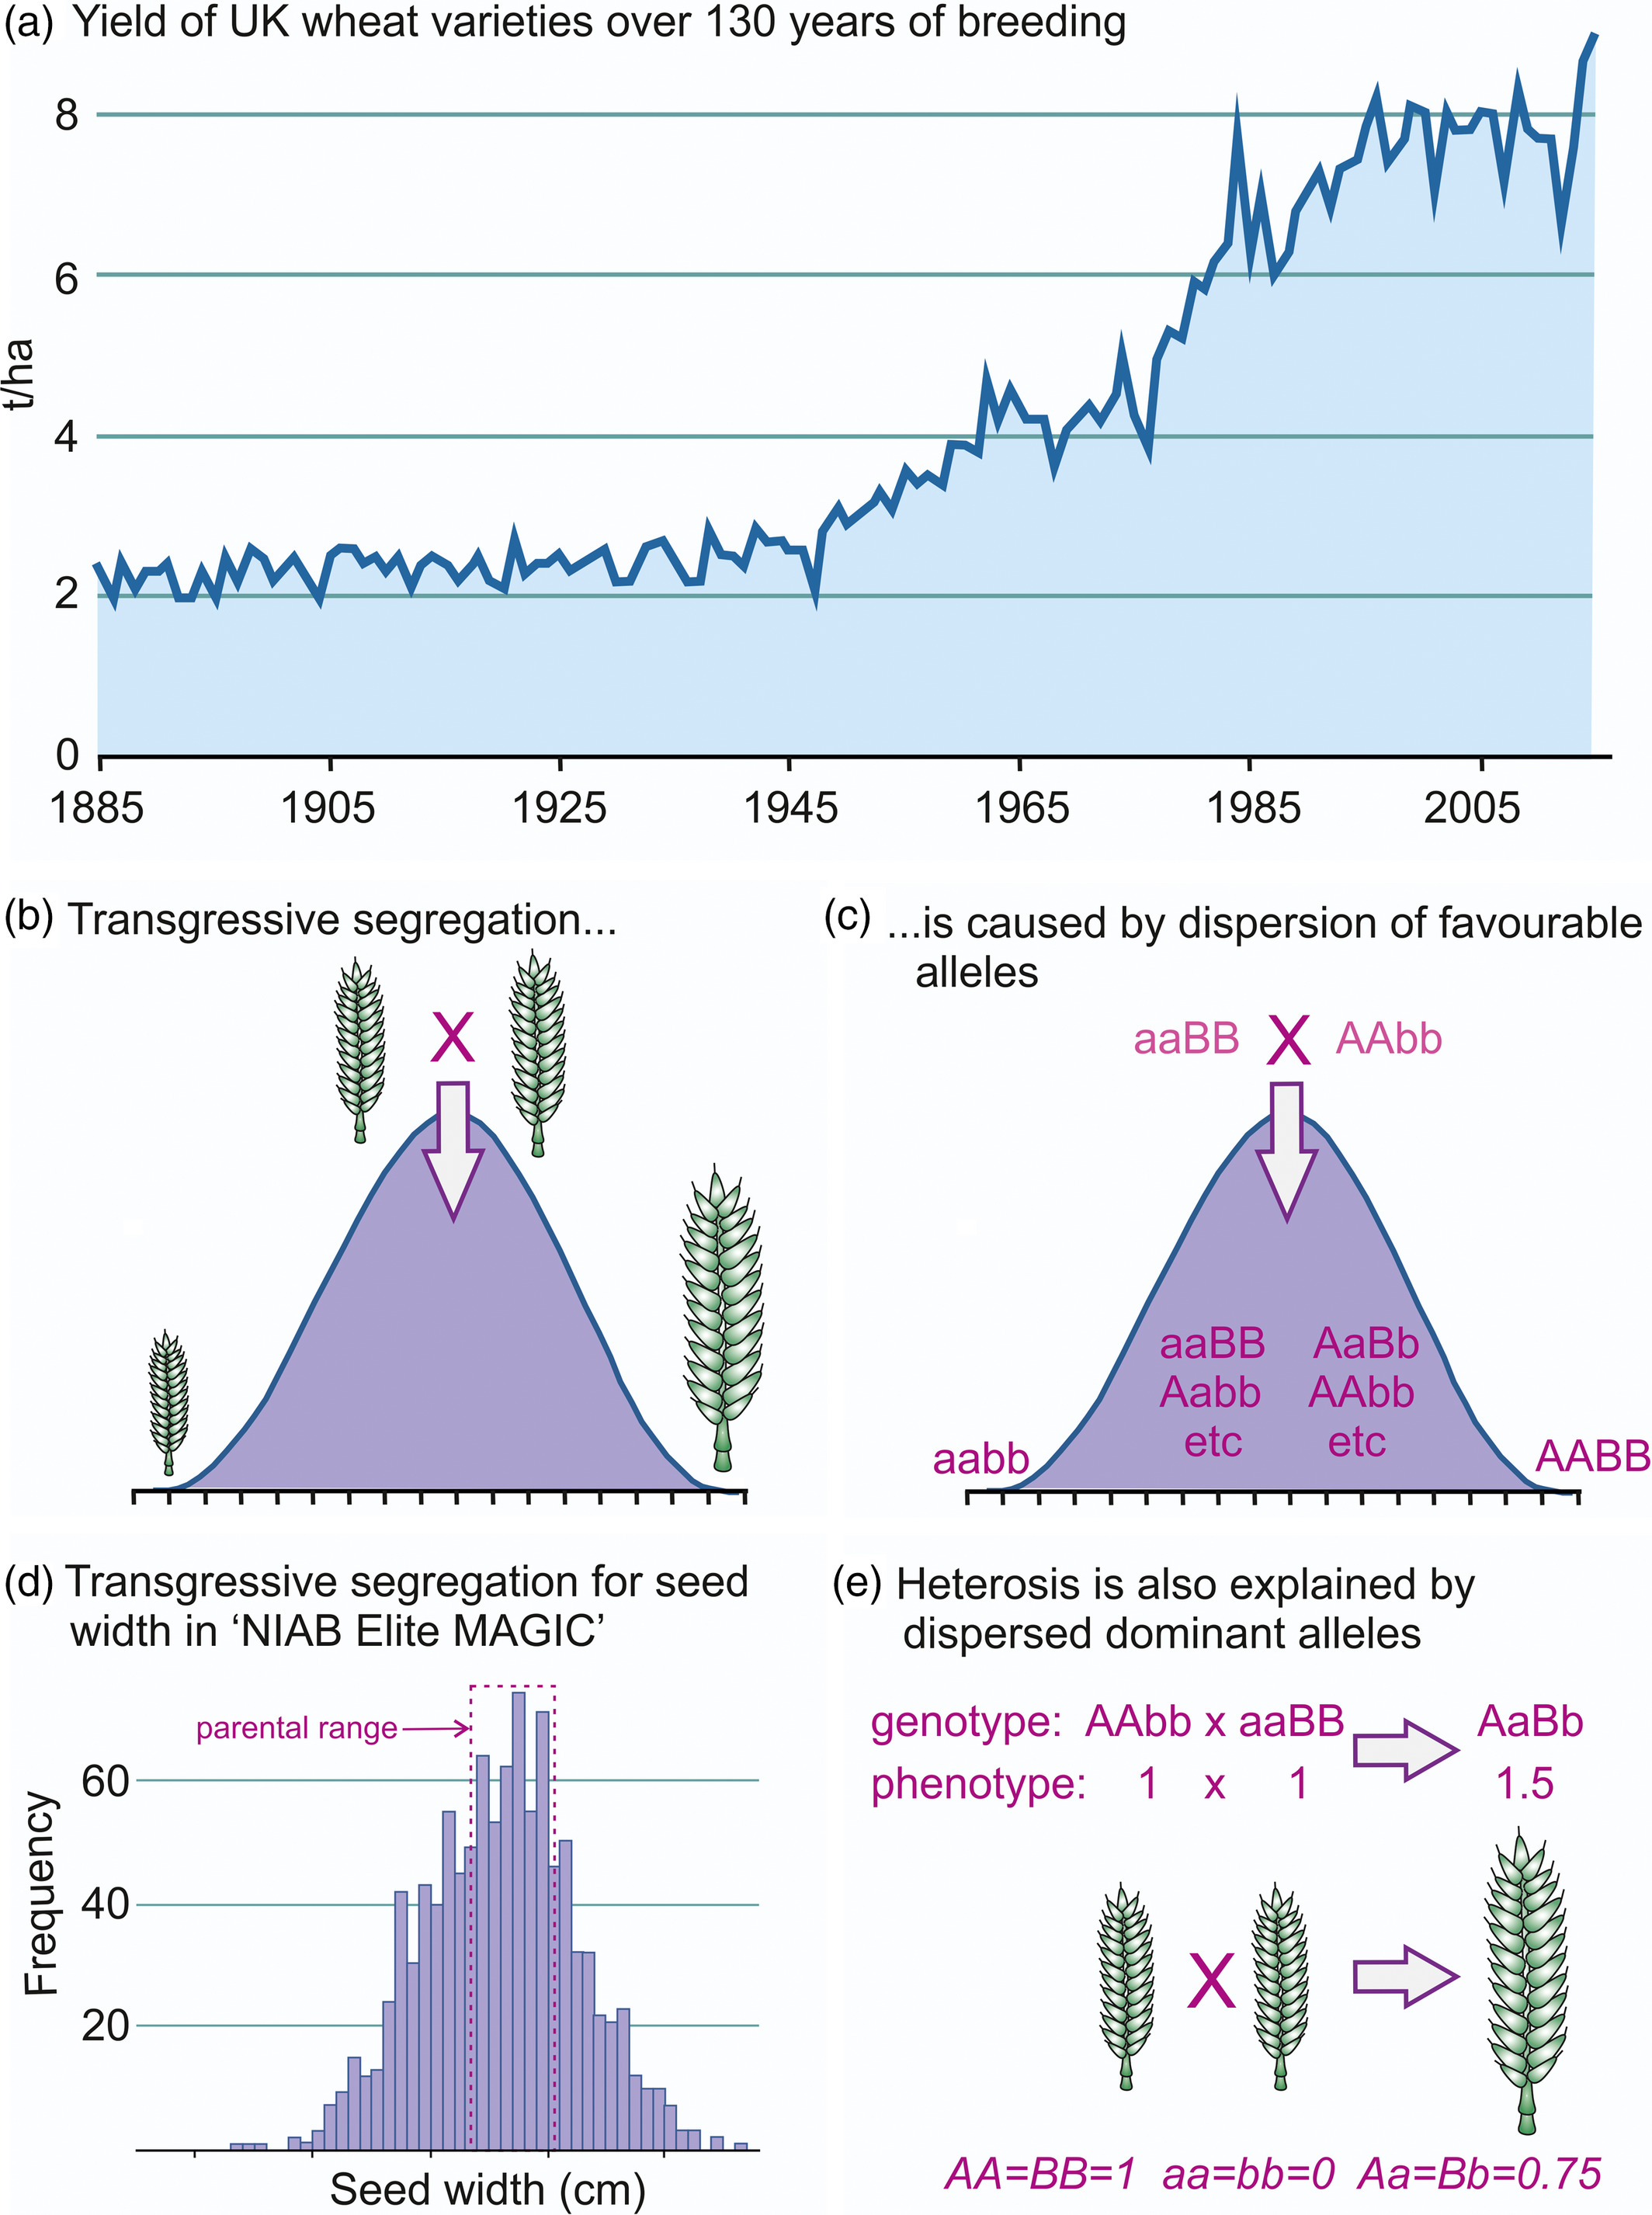 (a) Yield of UK wheat varieties over 130 years of breeding
8
6
t/ha
4
2
0
1885 1905 1925 1945 1965 1985 2005
(b) Transgressive segregation...
X
(c) ...is caused by dispersion of favourable
alleles
aaBB X AAbb
aaBB AaBb
Aabb AAbb
etc etc
aabb
AABB
(d) Transgressive segregation for seed
width in ‘NIAB Elite MAGIC’
parental range
60
40
20
Frequency
Seed width (cm)
(e) Heterosis is also explained by
dispersed dominant alleles
genotype: AAbb x aaBB AaBb
phenotype: 1 x 1 1.5
X
AA=BB=1 aa=bb=0 Aa=Bb=0.75